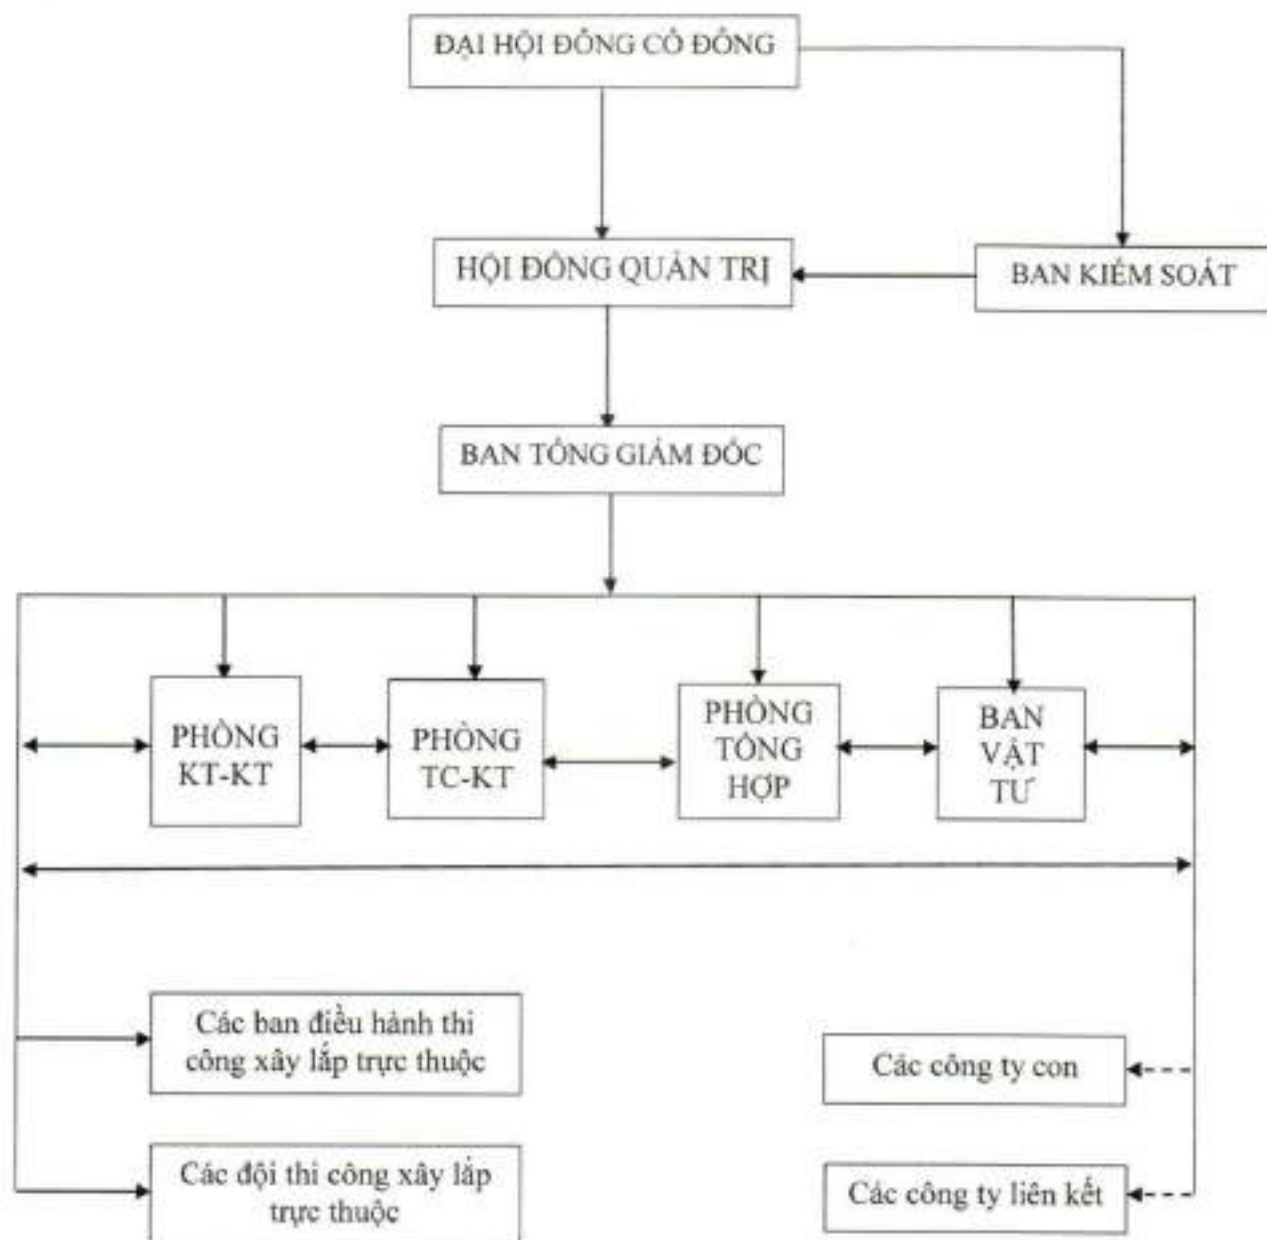 ĐẠI HỘI ĐỒNG CỔ ĐÔNG
HỘI ĐỒNG QUẢN TRỊ
BAN KIỂM SOÁT
BAN TỔNG GIÁM ĐỐC
PHÒNG
KT-KT
PHÒNG
TC-KT
PHÒNG
TỔNG
HỢP
BAN
VẬT
TƯ
Các ban điều hành thi
công xây lắp trực thuộc
Các công ty con
Các đội thi công xây lắp
trực thuộc
Các công ty liên kết